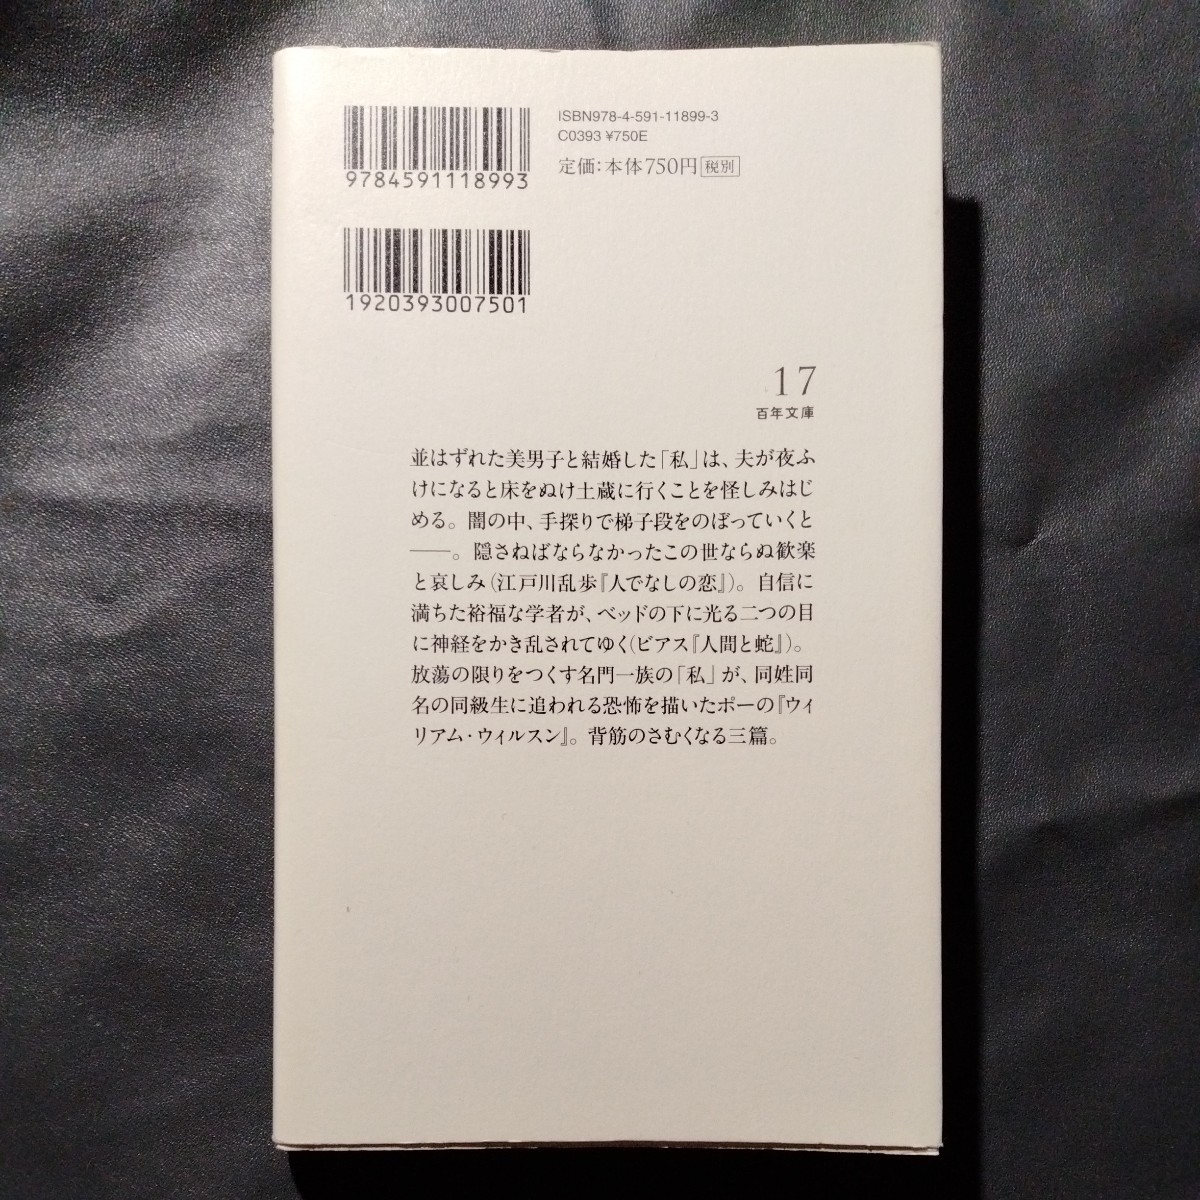 ISBN978-4-591-11899-3
C0393 ¥750E
定価:本体750円 税別
9784591118993
1920393007501
17
百年文庫
並はずれた美男子と結婚した「私」は、夫が夜ふ
けになると床をぬけ土蔵に行くことを怪しみはじ
める。闇の中、手探りで梯子段をのぼっていくと
――。隠さねばならなかったこの世ならぬ歓楽
と哀しみ(江戸川乱歩『人でなしの恋』)。自信に
満ちた裕福な学者が、ベッドの下に光る二つの目
に神経をかき乱されてゆく(ビアス『人間と蛇』)。
放蕩の限りをつくす名門一族の「私」が、同姓同
名の同級生に追われる恐怖を描いたポーの『ウィ
リアム・ウィルスン』。背筋のさむくなる三篇。